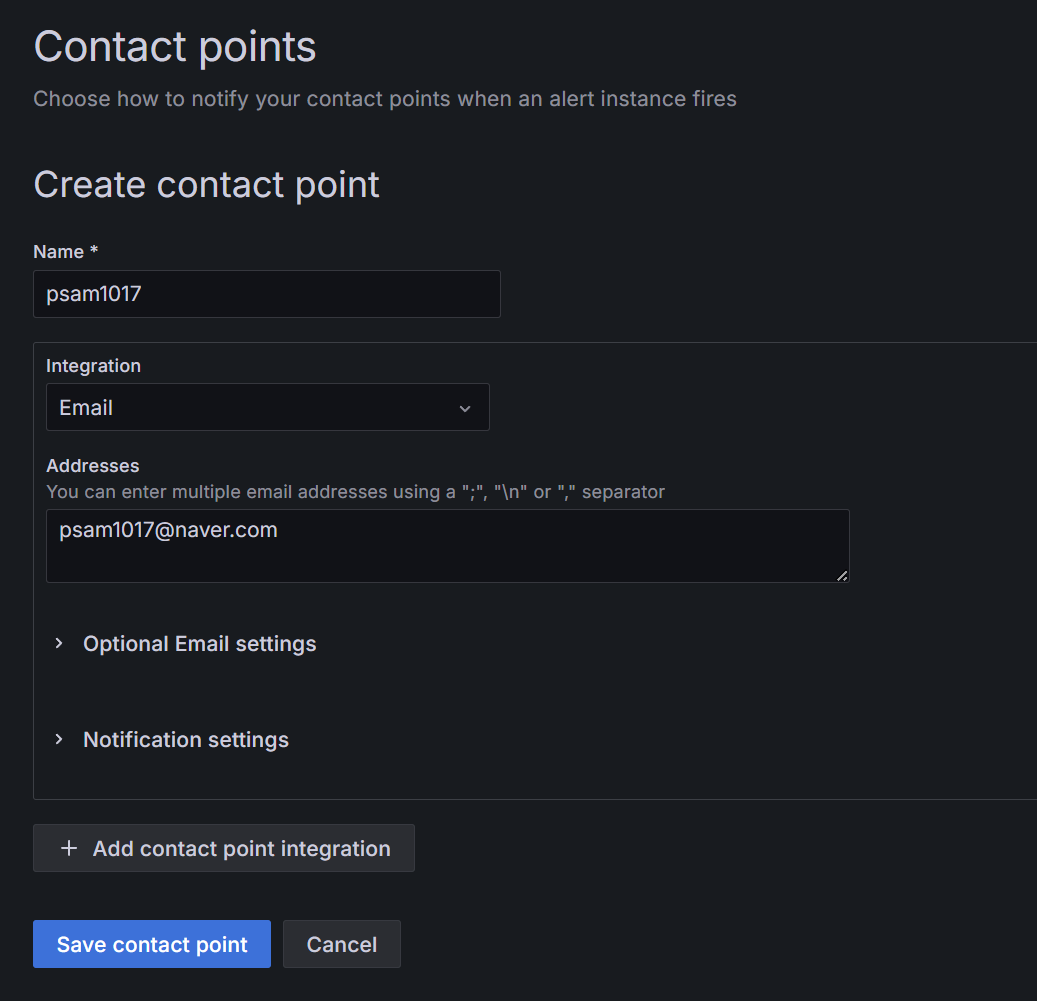 Contact points
Choose how to notify your contact points when an alert instance fires
Create contact point
Name *
psam1017
Integration
Email
Addresses
You can enter multiple email addresses using a ";", "\n" or "," separator
psam1017@naver.com
Optional Email settings
Notification settings
Add contact point integration
Save contact point
Cancel